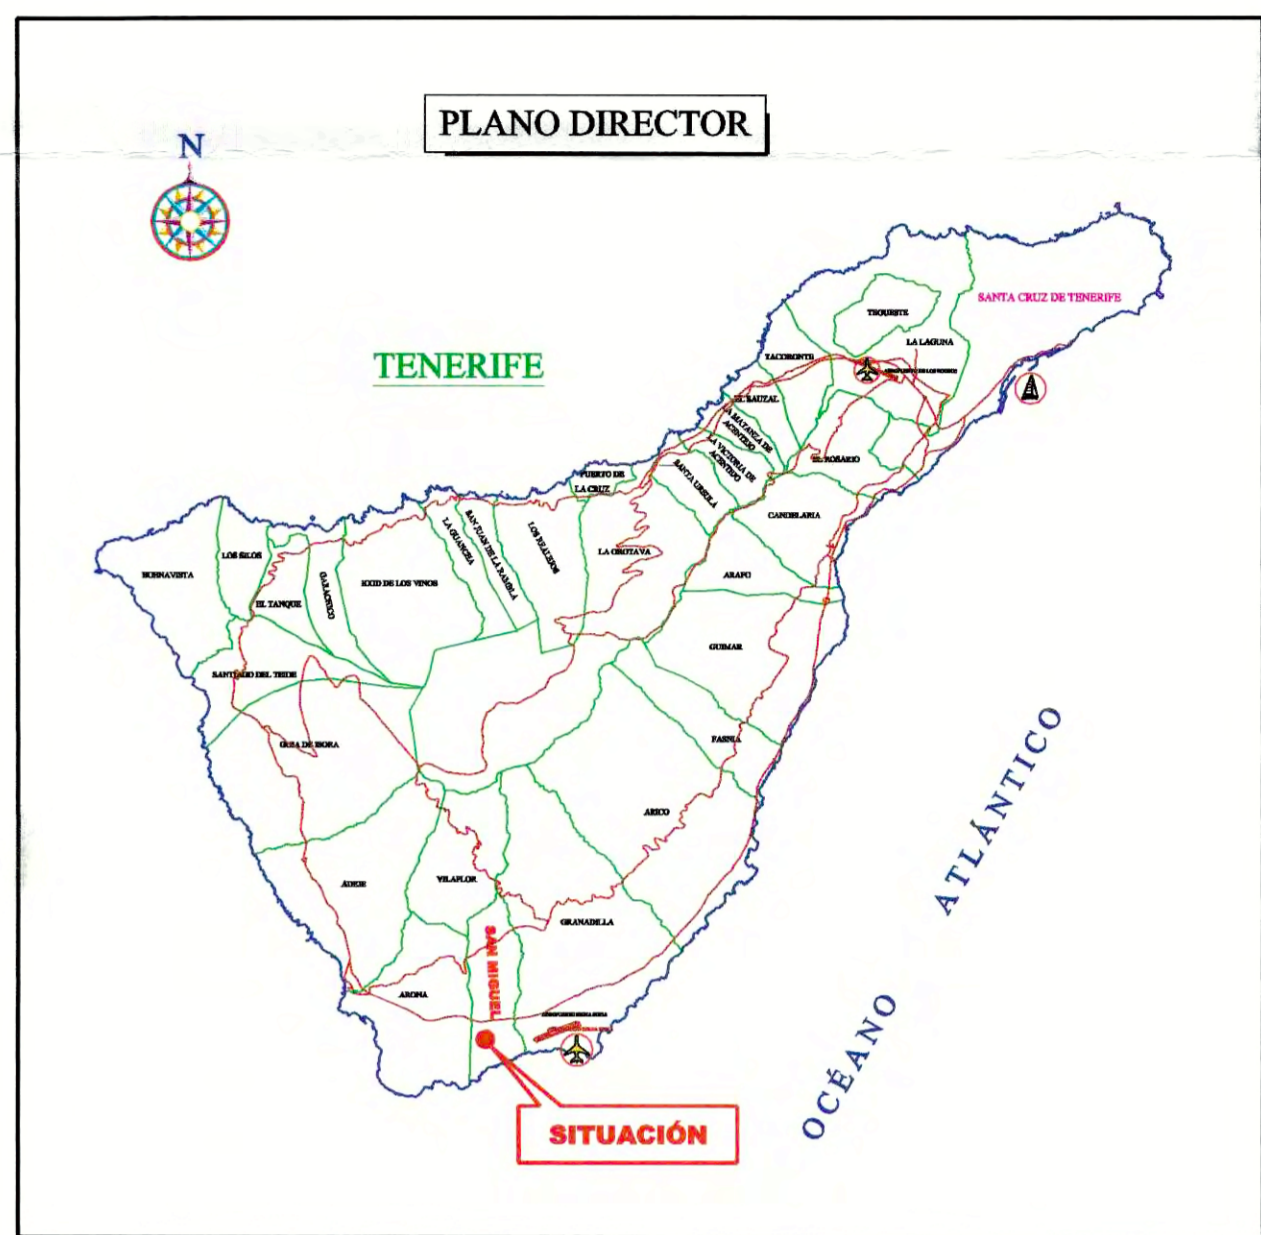 PLANO DIRECTOR
N
TENERIFE
SANTA CRUZ DE TENERIFE
TEQUESTE
LA LAGUNA
TACORONTE
EL SAUZAL
LA MATANZA DE
ACENTEJO
LA VICTORIA DE
ACENTEJO
SANTA URSULA
EL ROSARIO
PUERTO DE
LA CRUZ
CANDELARIA
LOS REALEJOS
SAN JUAN DE LA RAMBLA
LA GUANCHA
LA OROTAVA
ARAFO
LOS SILOS
BUENAVISTA
GARACHICO
ICOD DE LOS VINOS
EL TANQUE
GUIMAR
SANTIAGO DEL TEIDE
FASNIA
GUIA DE ISORA
ARICO
ADEJE
VILAFLOR
GRANADILLA
SAN MIGUEL
ARONA
OCÉANO ATLÁNTICO
SITUACIÓN